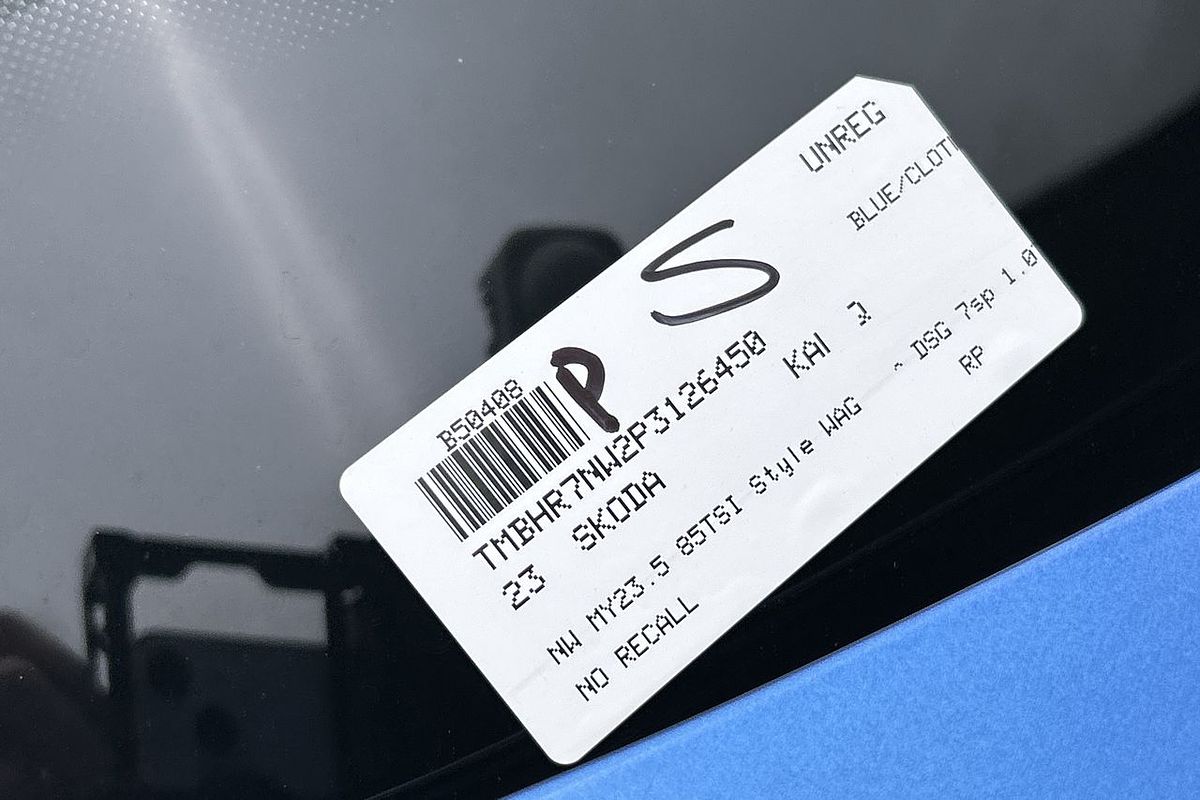 UNREG
BLUE/CLOT
S
B50408
P
TMBHR7NW2P3126450
23 SKODA KAI
NW MY23.5 85TSI Style WAG - DSG 7sp 1.0
NO RECALL RP